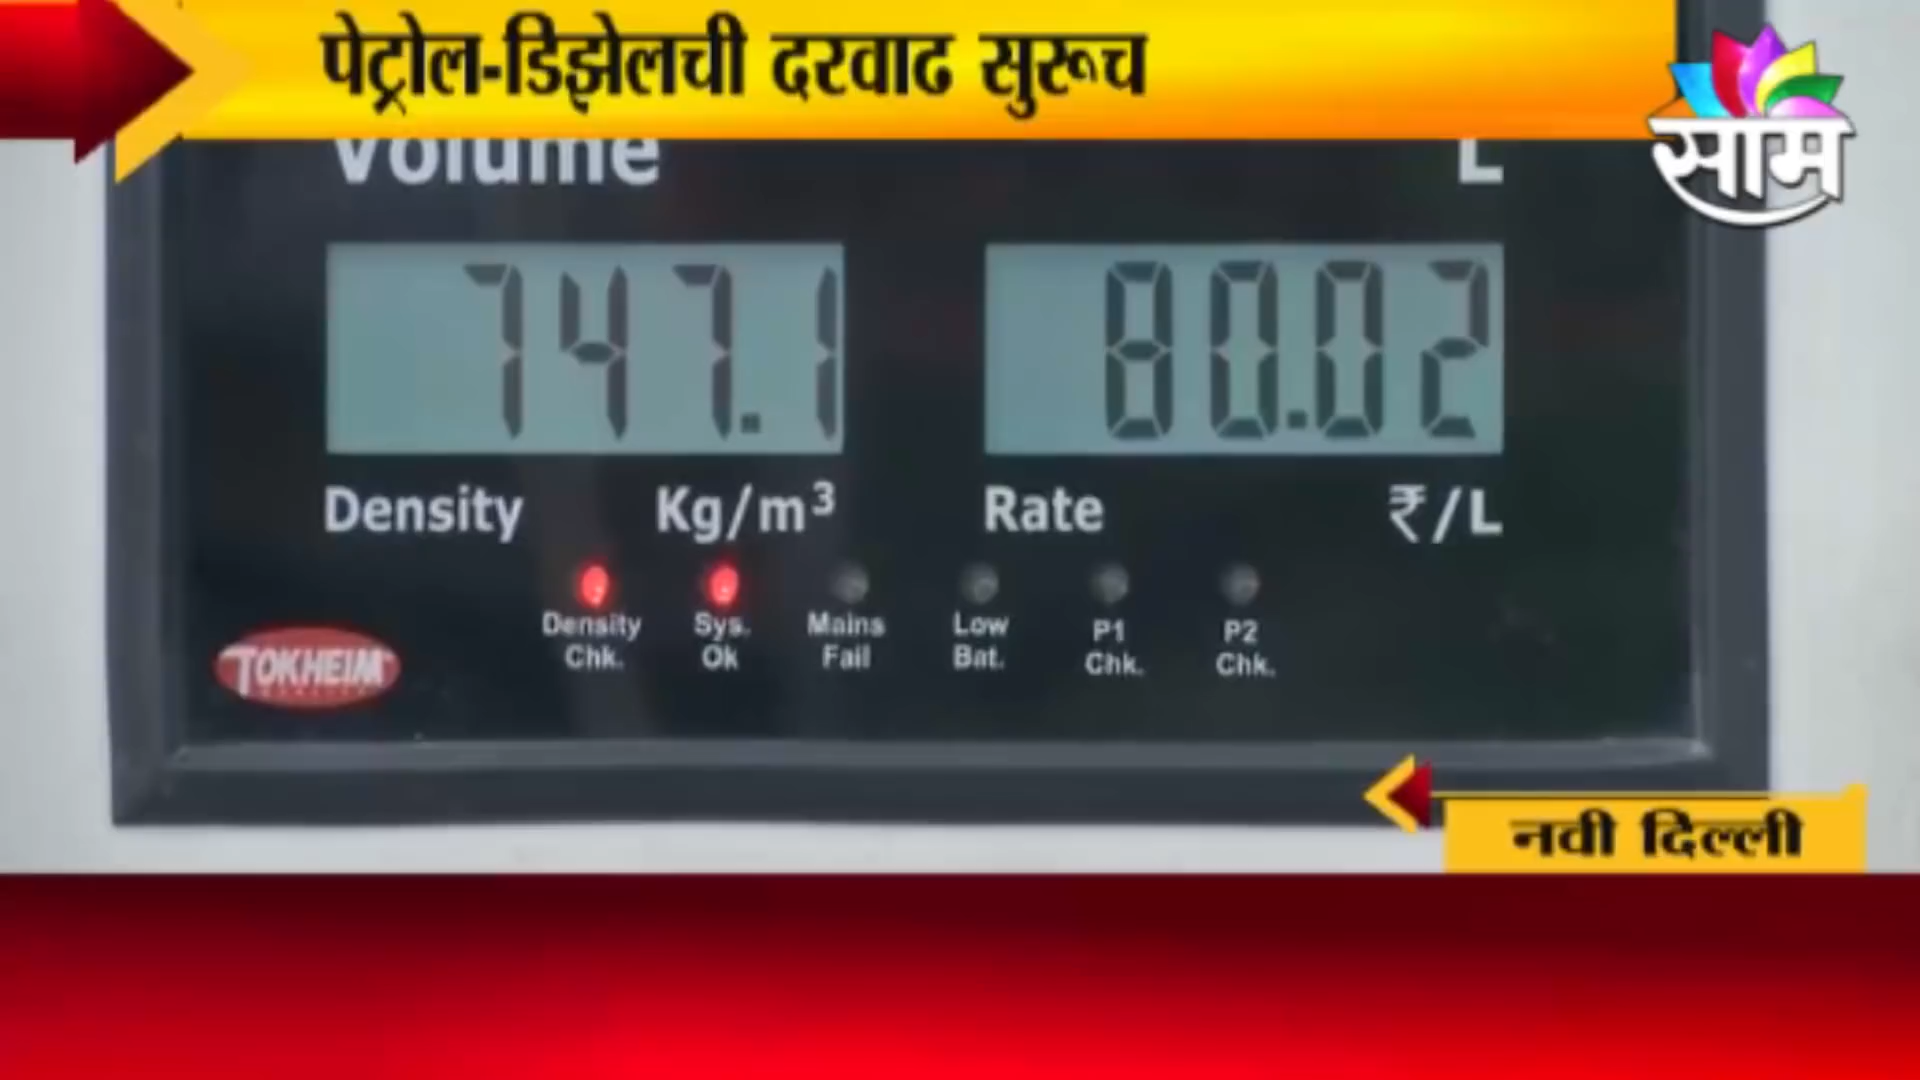 पेट्रोल-डिझेलची दरवाढ सुरूच
साम
Volume L
747.1 80.02
Density Kg/m³ Rate ₹/L
Density Chk. Sys. Ok Mains Fail Low Bat. P1 Chk. P2 Chk.
TOKHEIM
नवी दिल्ली